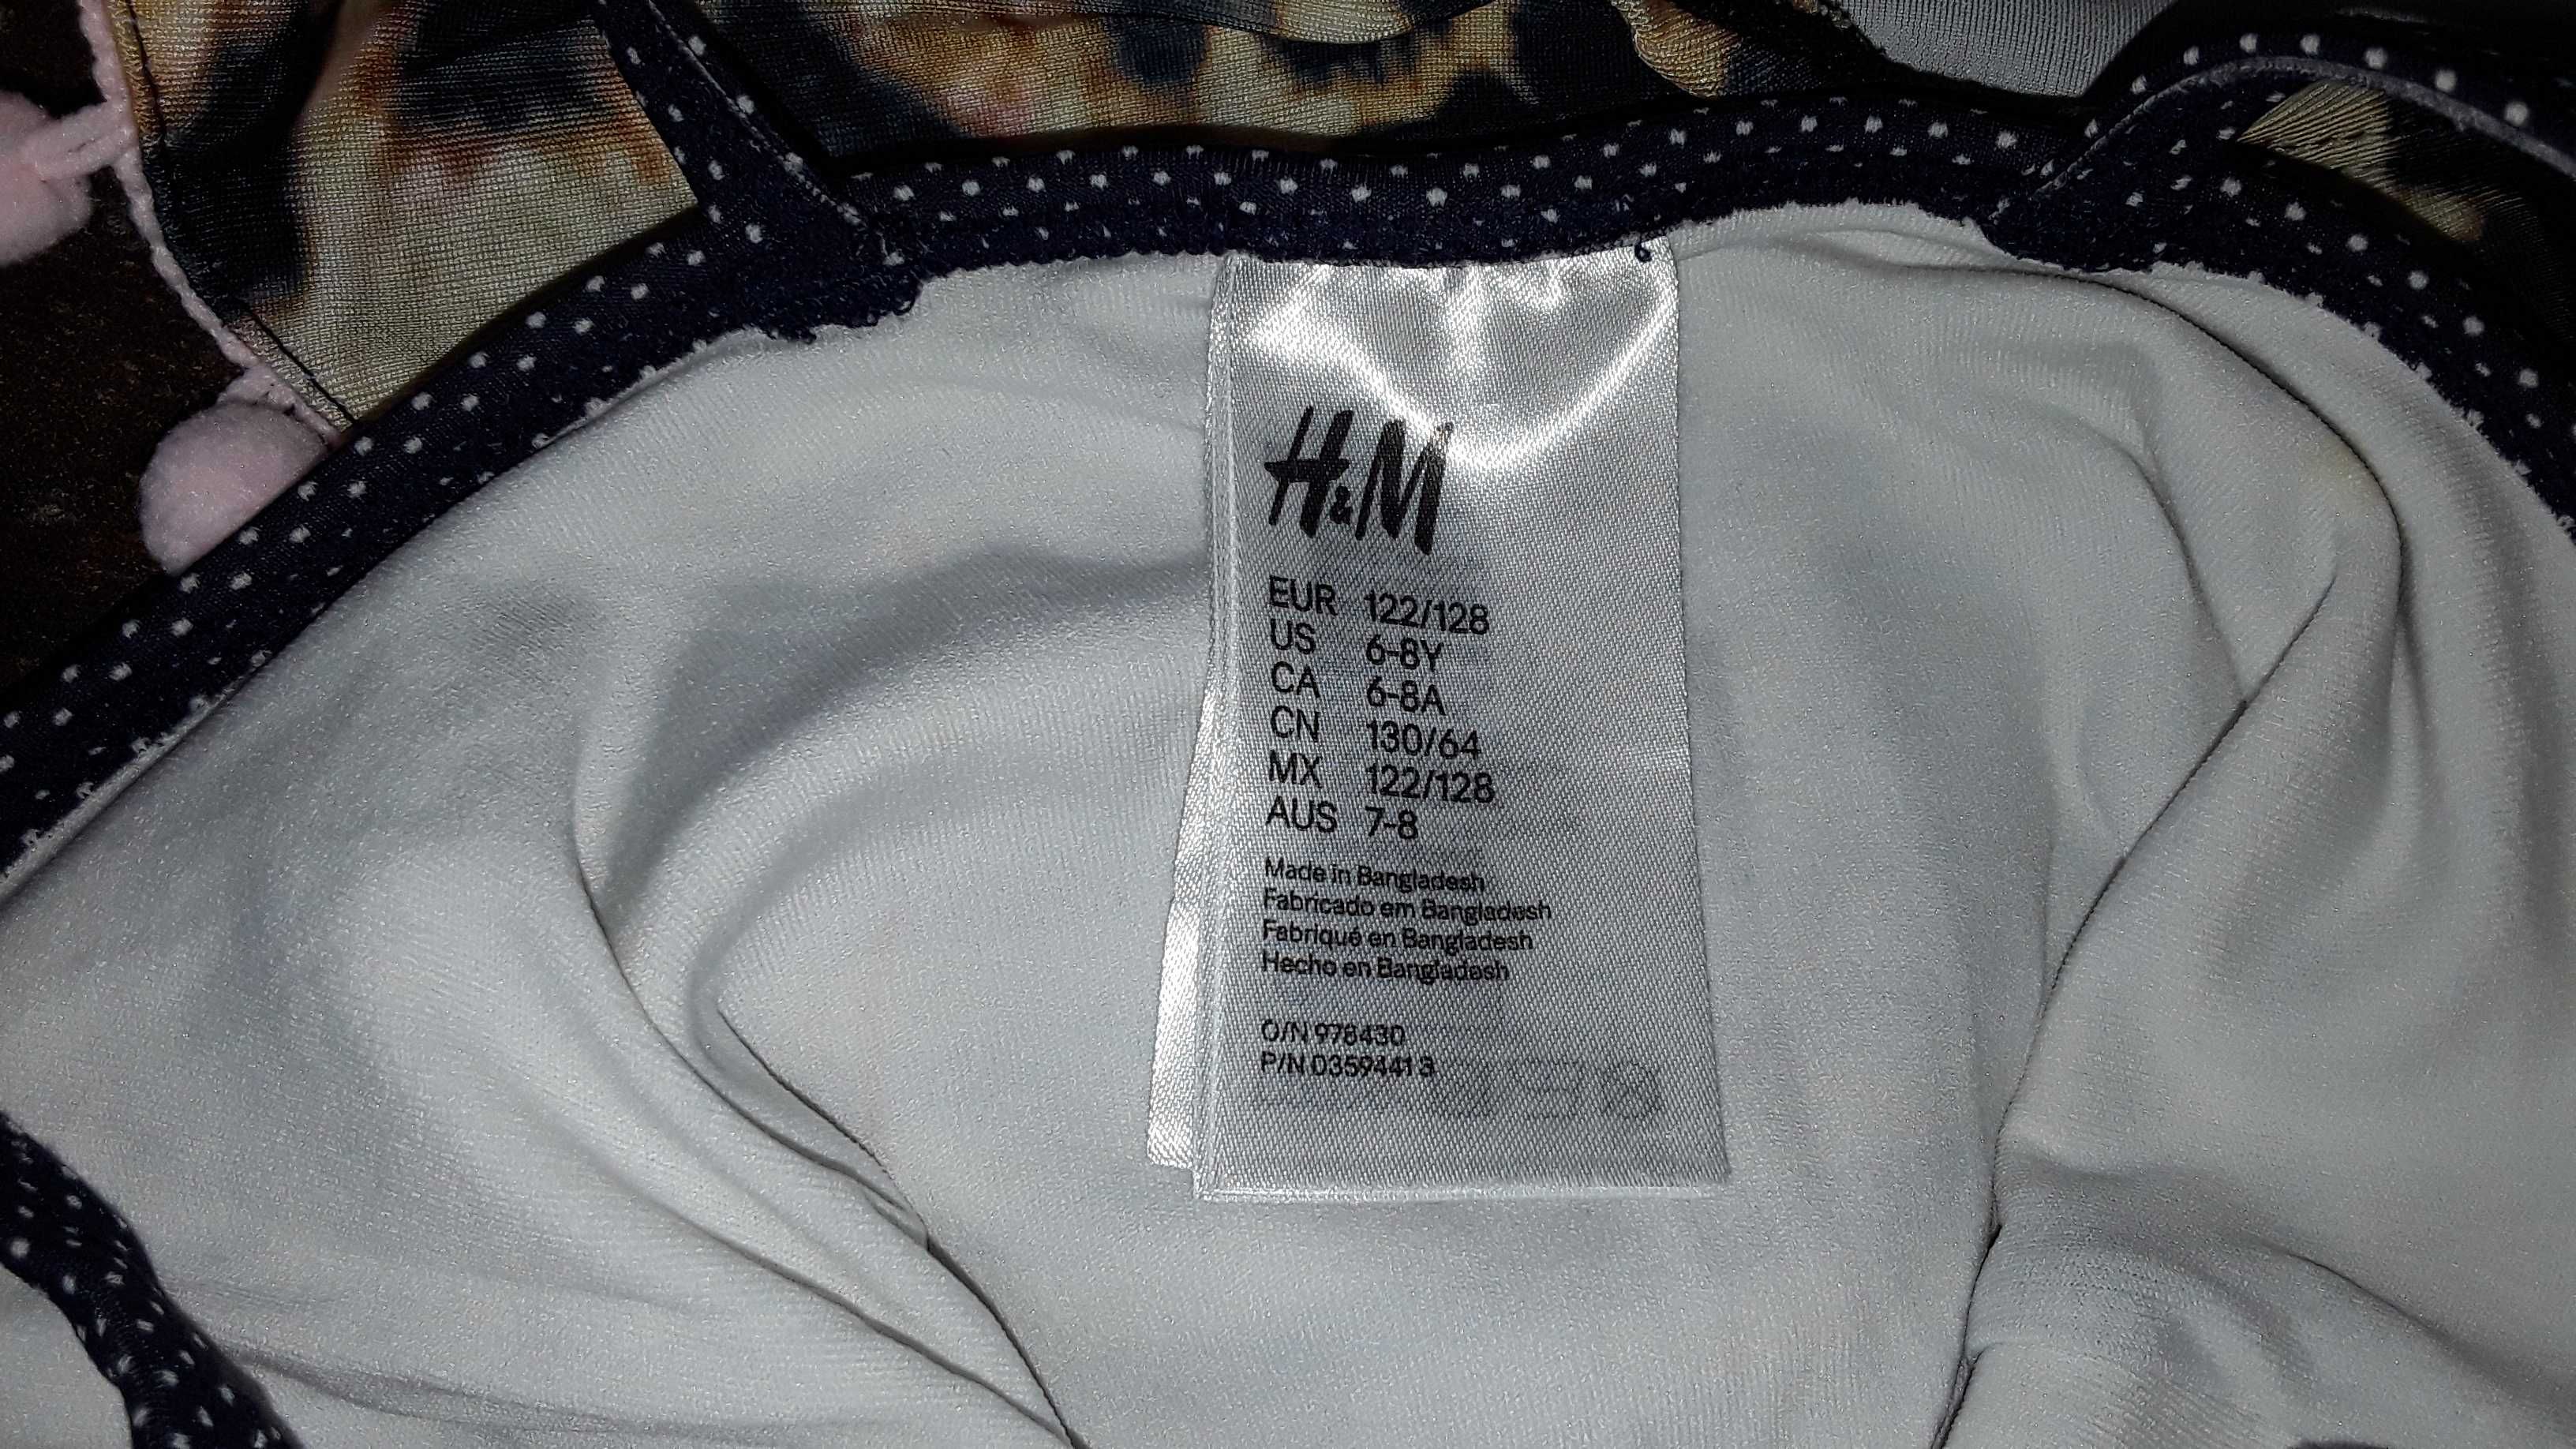 H&M
EUR 122/128
US 6-8Y
CA 6-8A
CN 130/64
MX 122/128
AUS 7-8
Made in Bangladesh
Fabricado em Bangladesh
Fabriqué en Bangladesh
Hecho en Bangladesh
O/N 978430
P/N 03594413